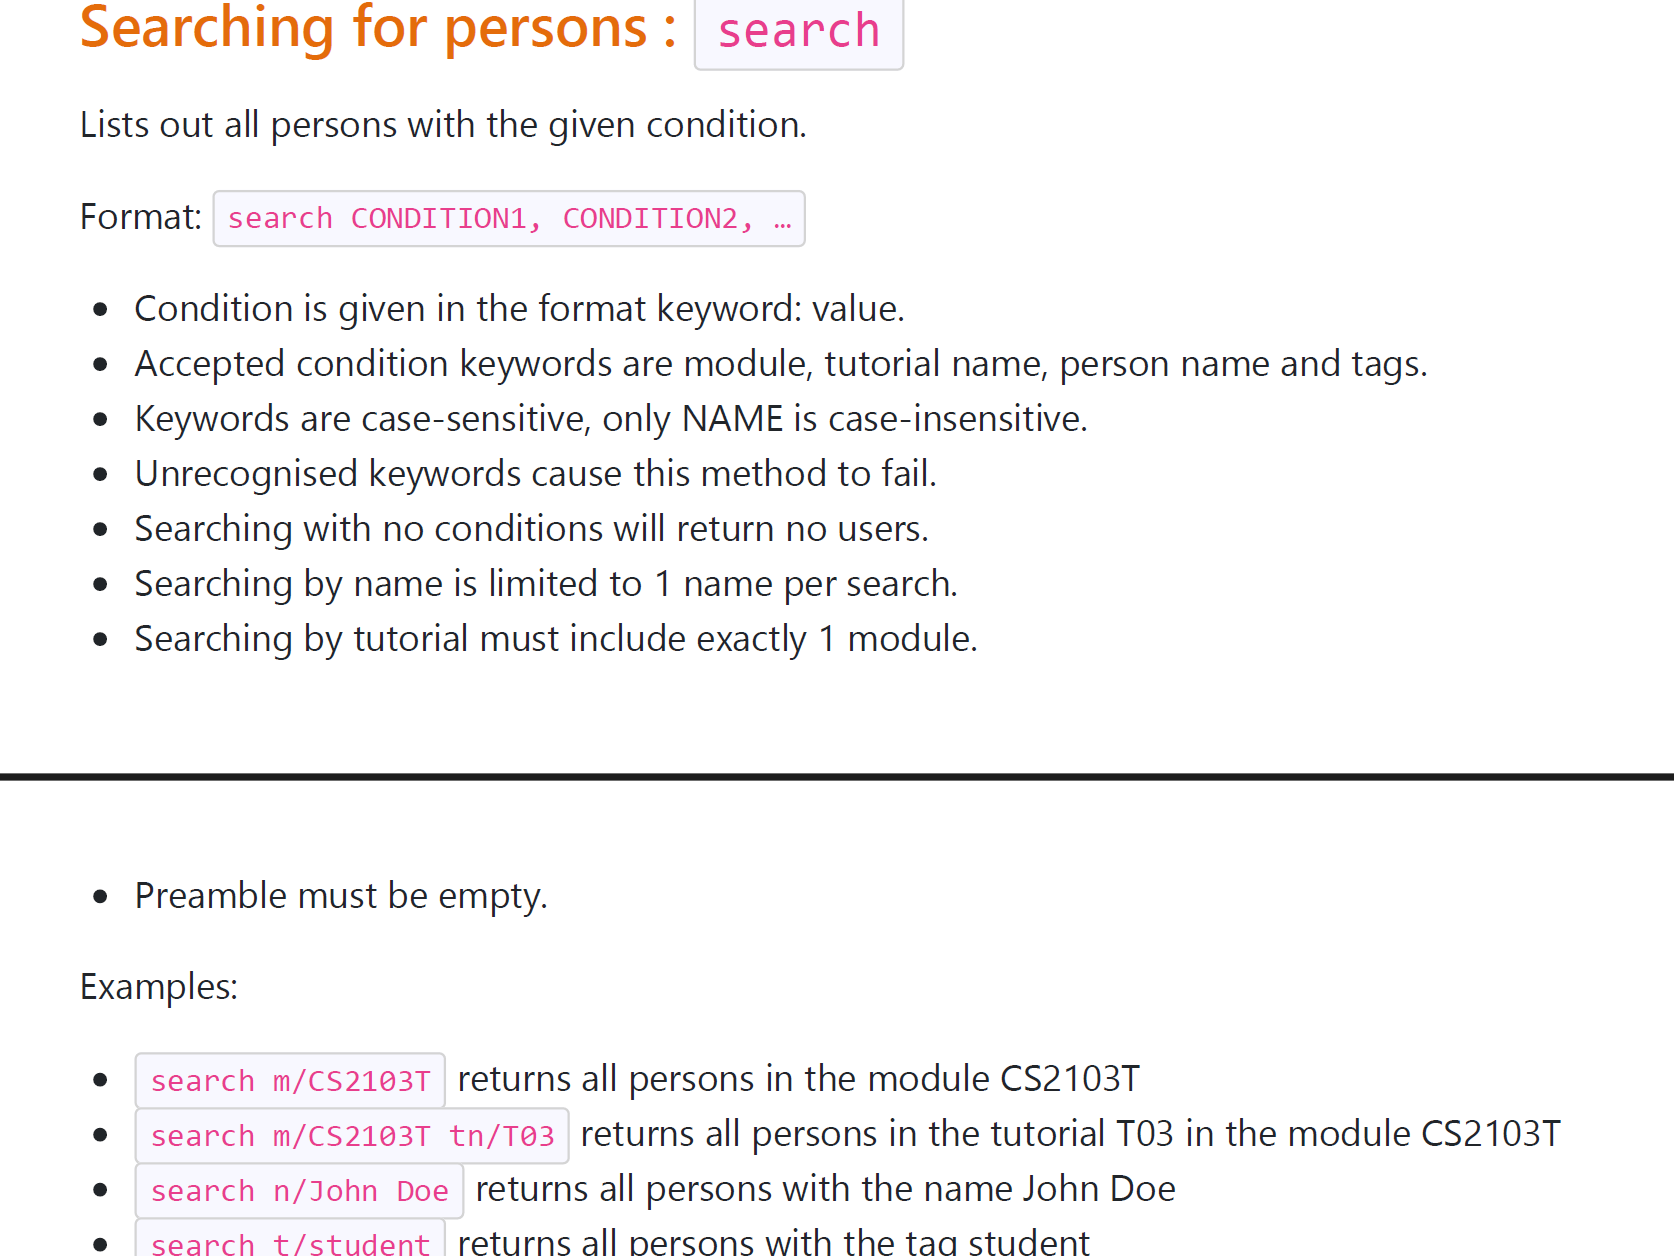 Searching for persons : search
Lists out all persons with the given condition.
Format: search CONDITION1, CONDITION2, …
Condition is given in the format keyword: value.
Accepted condition keywords are module, tutorial name, person name and tags.
Keywords are case-sensitive, only NAME is case-insensitive.
Unrecognised keywords cause this method to fail.
Searching with no conditions will return no users.
Searching by name is limited to 1 name per search.
Searching by tutorial must include exactly 1 module.
Preamble must be empty.
Examples:
search m/CS2103T returns all persons in the module CS2103T
search m/CS2103T tn/T03 returns all persons in the tutorial T03 in the module CS2103T
search n/John Doe returns all persons with the name John Doe
search t/student returns all persons with the tag student